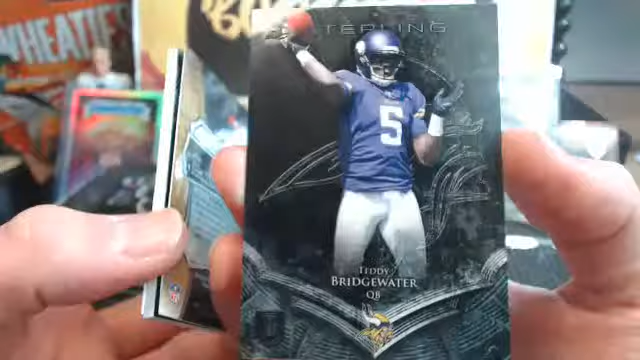 WHEATIES
STERLING
5
TEDDY
BRIDGEWATER
QB